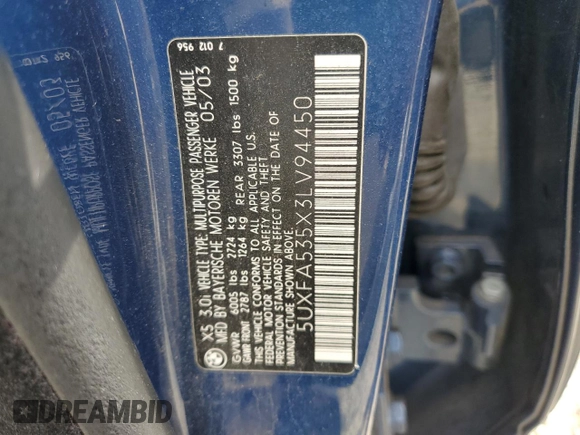 X5 3.0i VEHICLE TYPE: MULTIPURPOSE PASSENGER VEHICLE
MFD BY BAYERISCHE MOTOREN WERKE 05/03
GVWR 6005 lbs 2724 kg
GAWR FRONT 2787 lbs 1264 kg REAR 3307 lbs 1500 kg
THIS VEHICLE CONFORMS TO ALL APPLICABLE U.S.
FEDERAL MOTOR VEHICLE SAFETY AND THEFT
PREVENTION STANDARDS IN EFFECT ON THE DATE OF
MANUFACTURE SHOWN ABOVE.
5UXFA535X3LV94450
7 012 956
DREAMBID